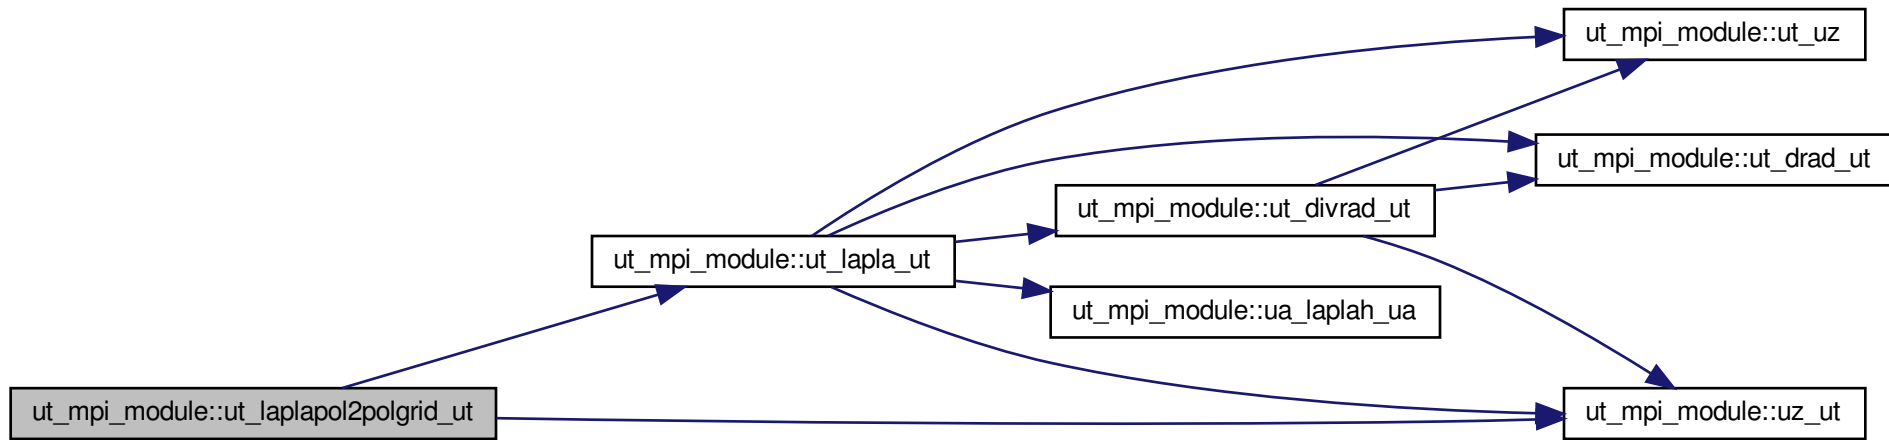 ut_mpi_module::ut_uz
ut_mpi_module::ut_drad_ut
ut_mpi_module::ut_divrad_ut
ut_mpi_module::ut_lapla_ut
ut_mpi_module::ua_laplah_ua
ut_mpi_module::ut_laplapol2polgrid_ut
ut_mpi_module::uz_ut